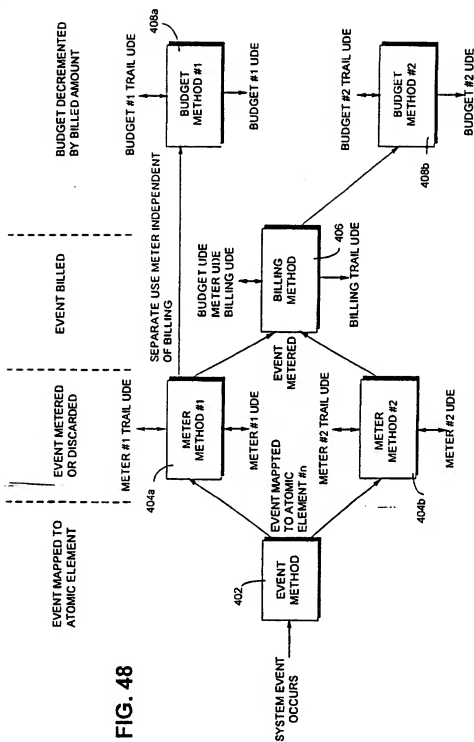 FIG. 48
EVENT MAPPED TO
ATOMIC ELEMENT
EVENT METERED
OR DISCARDED
EVENT BILLED
BUDGET DECREMENTED
BY BILLED AMOUNT
SYSTEM EVENT
OCCURS
402
EVENT
METHOD
EVENT MAPPTED
TO ATOMIC
ELEMENT #n
METER #1 TRAIL UDE
404a
METER
METHOD #1
METER #1 UDE
METER #2 TRAIL UDE
METER
METHOD #2
404b
METER #2 UDE
SEPARATE USE METER INDEPENDENT
OF BILLING
EVENT
METERED
BUDGET UDE
METER UDE
BILLING UDE
BILLING
METHOD
406
BILLING TRAIL UDE
BUDGET #1 TRAIL UDE
408a
BUDGET
METHOD #1
BUDGET #1 UDE
BUDGET #2 TRAIL UDE
BUDGET
METHOD #2
408b
BUDGET #2 UDE